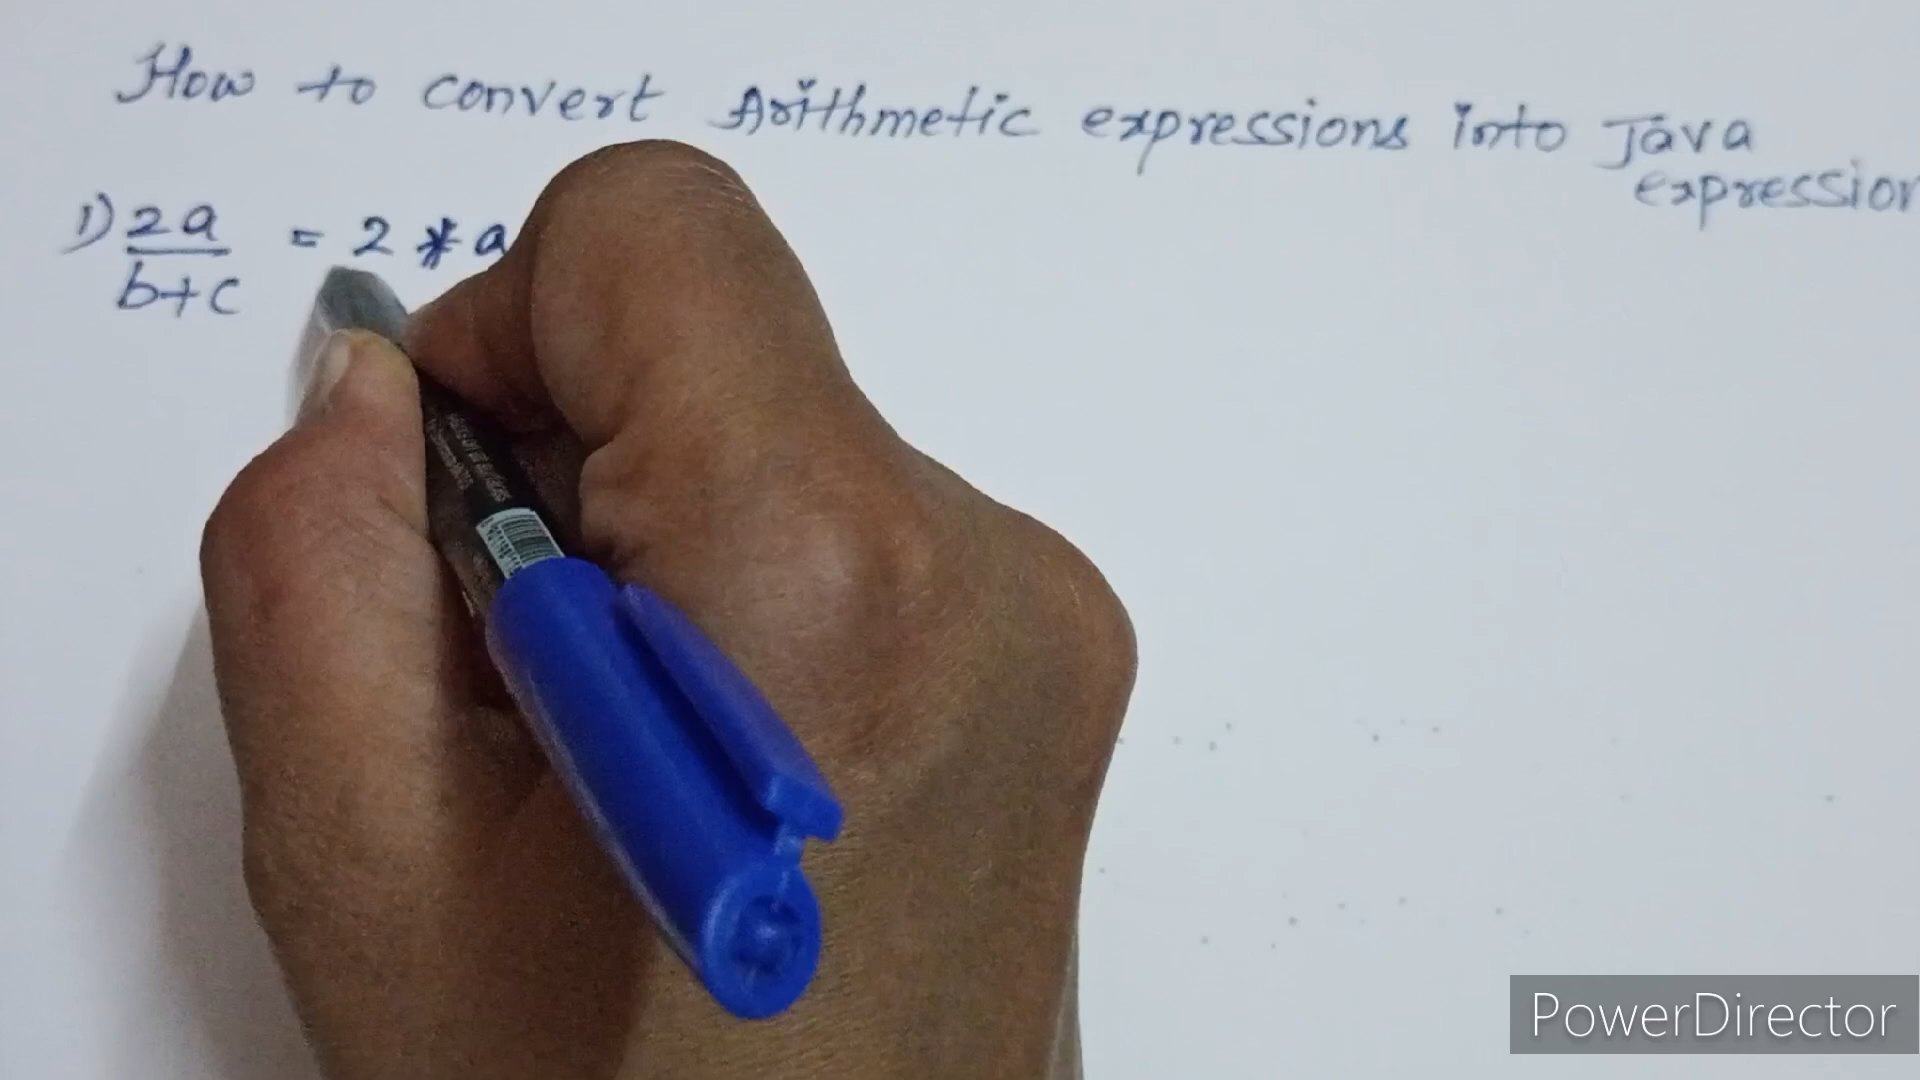 How to convert Arithmetic expressions into Java
expression
1) 2a = 2 * a
b+c
PowerDirector